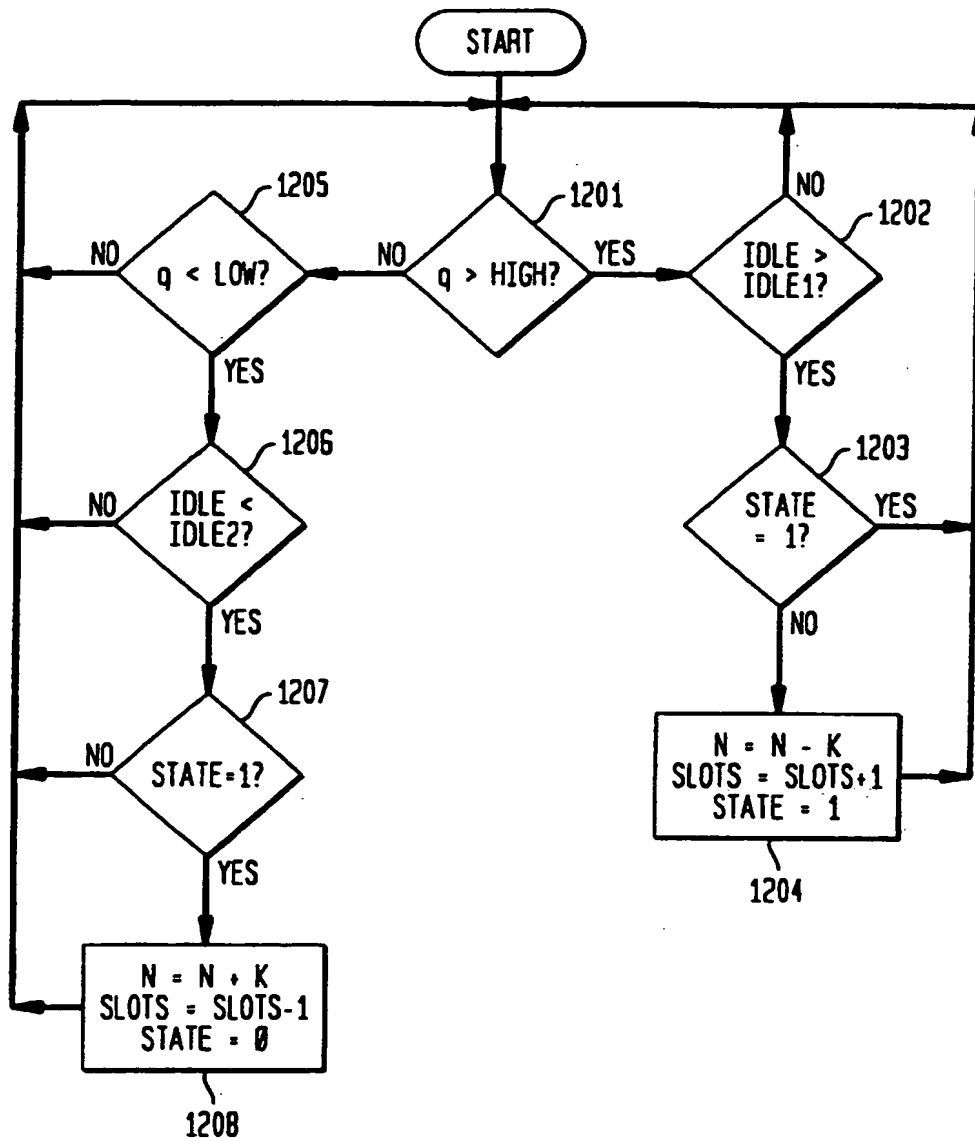 START
1205
1201
1202
NO
q < LOW?
NO
q > HIGH?
YES
NO
IDLE >
IDLE1?
YES
YES
1206
1203
NO
IDLE <
IDLE2?
STATE
= 1?
YES
YES
NO
1207
NO
STATE=1?
N = N - K
SLOTS = SLOTS+1
STATE = 1
YES
1204
N = N + K
SLOTS = SLOTS-1
STATE = 0
1208